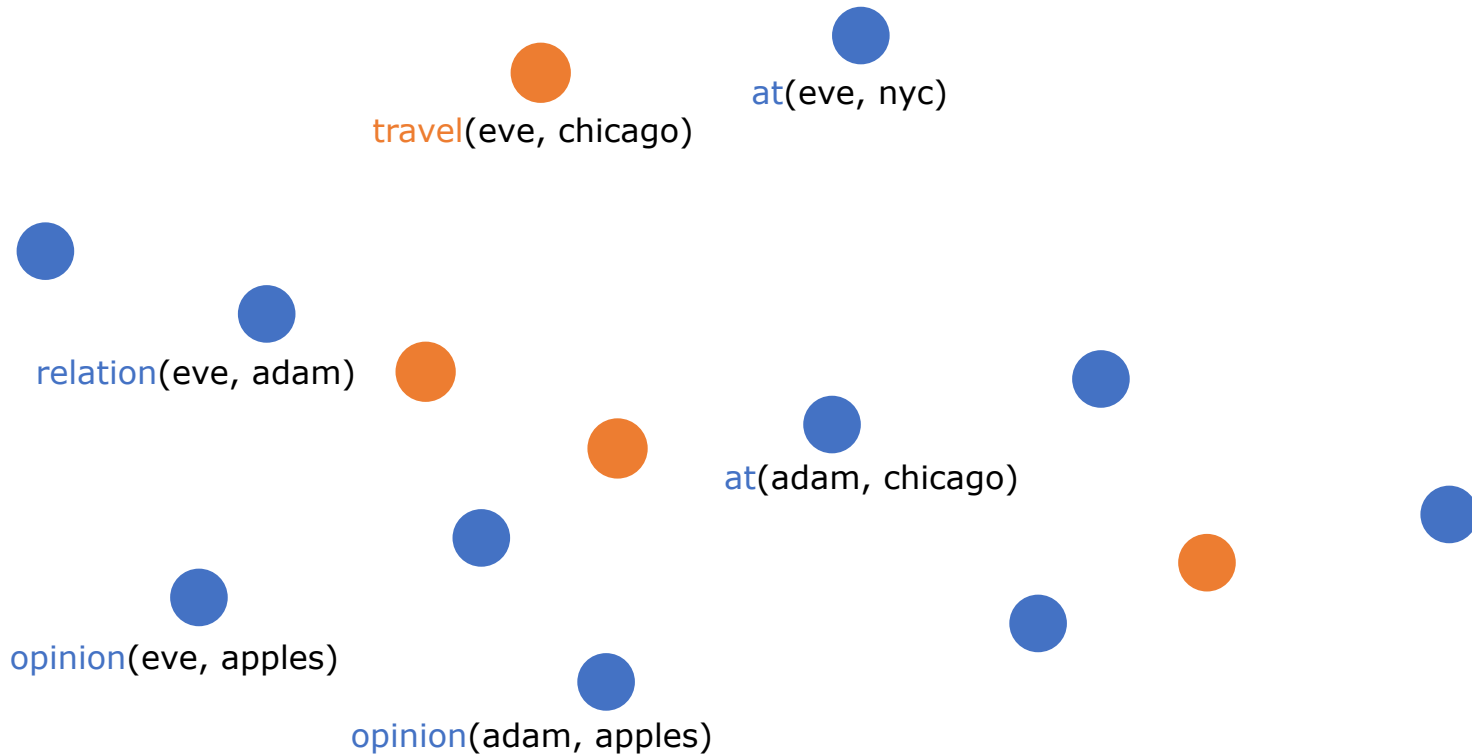 at(eve, nyc)
travel(eve, chicago)
relation(eve, adam)
at(adam, chicago)
opinion(eve, apples)
opinion(adam, apples)